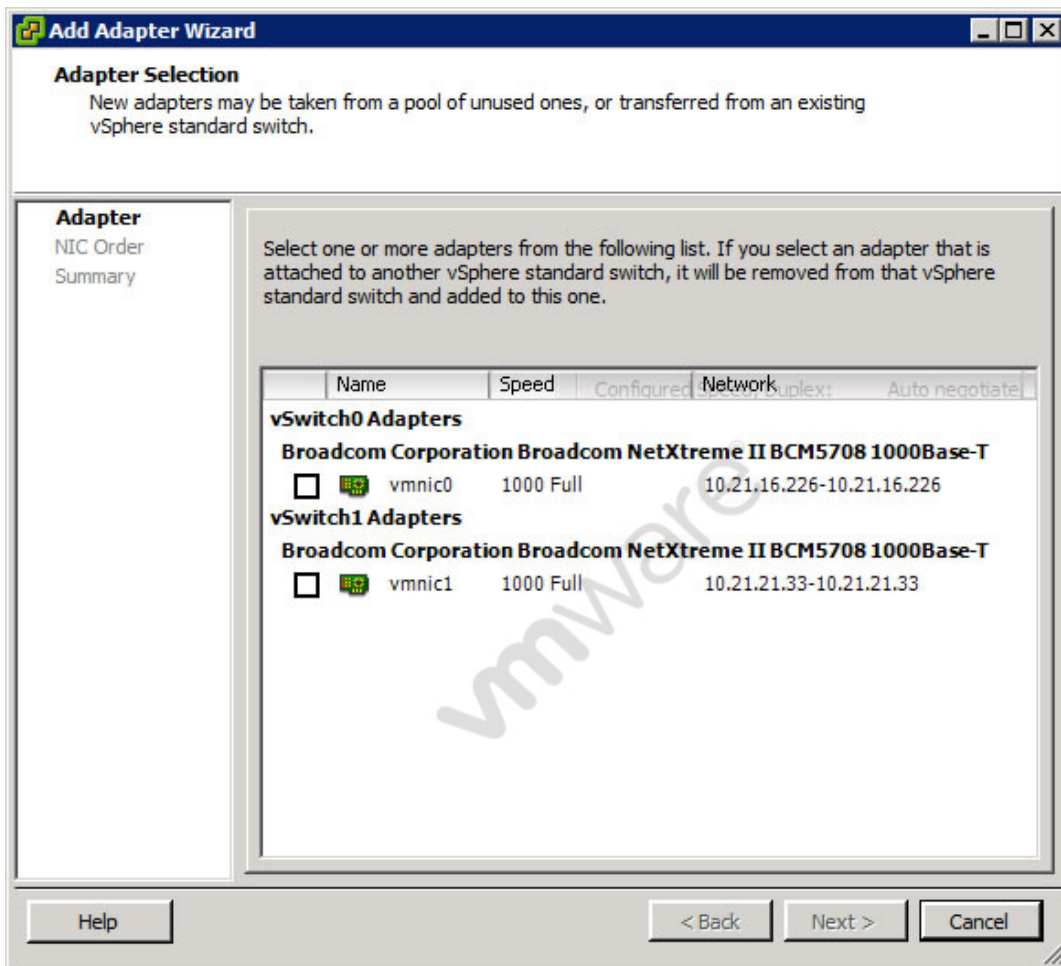 Add Adapter Wizard
Adapter Selection
New adapters may be taken from a pool of unused ones, or transferred from an existing
vSphere standard switch.
Adapter
NIC Order
Summary
Select one or more adapters from the following list. If you select an adapter that is
attached to another vSphere standard switch, it will be removed from that vSphere
standard switch and added to this one.
Name Speed Configured Network Duplex: Auto negotiate
vSwitch0 Adapters
Broadcom Corporation Broadcom NetXtreme II BCM5708 1000Base-T
vmnic0 1000 Full 10.21.16.226-10.21.16.226
vSwitch1 Adapters
Broadcom Corporation Broadcom NetXtreme II BCM5708 1000Base-T
vmnic1 1000 Full 10.21.21.33-10.21.21.33
vmware
Help < Back Next > Cancel